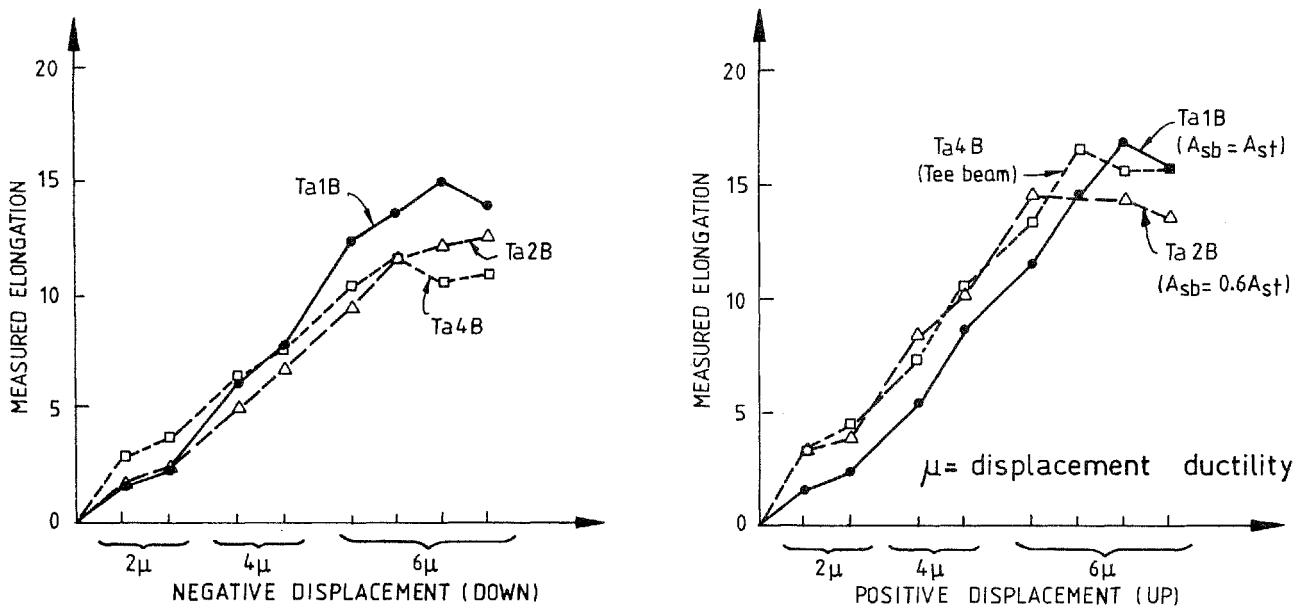 MEASURED ELONGATION
20
15
10
5
0
Ta1B
Ta2B
Ta4B
2μ
4μ
6μ
NEGATIVE DISPLACEMENT (DOWN)
MEASURED ELONGATION
20
15
10
5
0
Ta4B
(Tee beam)
Ta1B
(Asb = Ast)
Ta2B
(Asb = 0.6Ast)
μ= displacement ductility
2μ
4μ
6μ
POSITIVE DISPLACEMENT (UP)